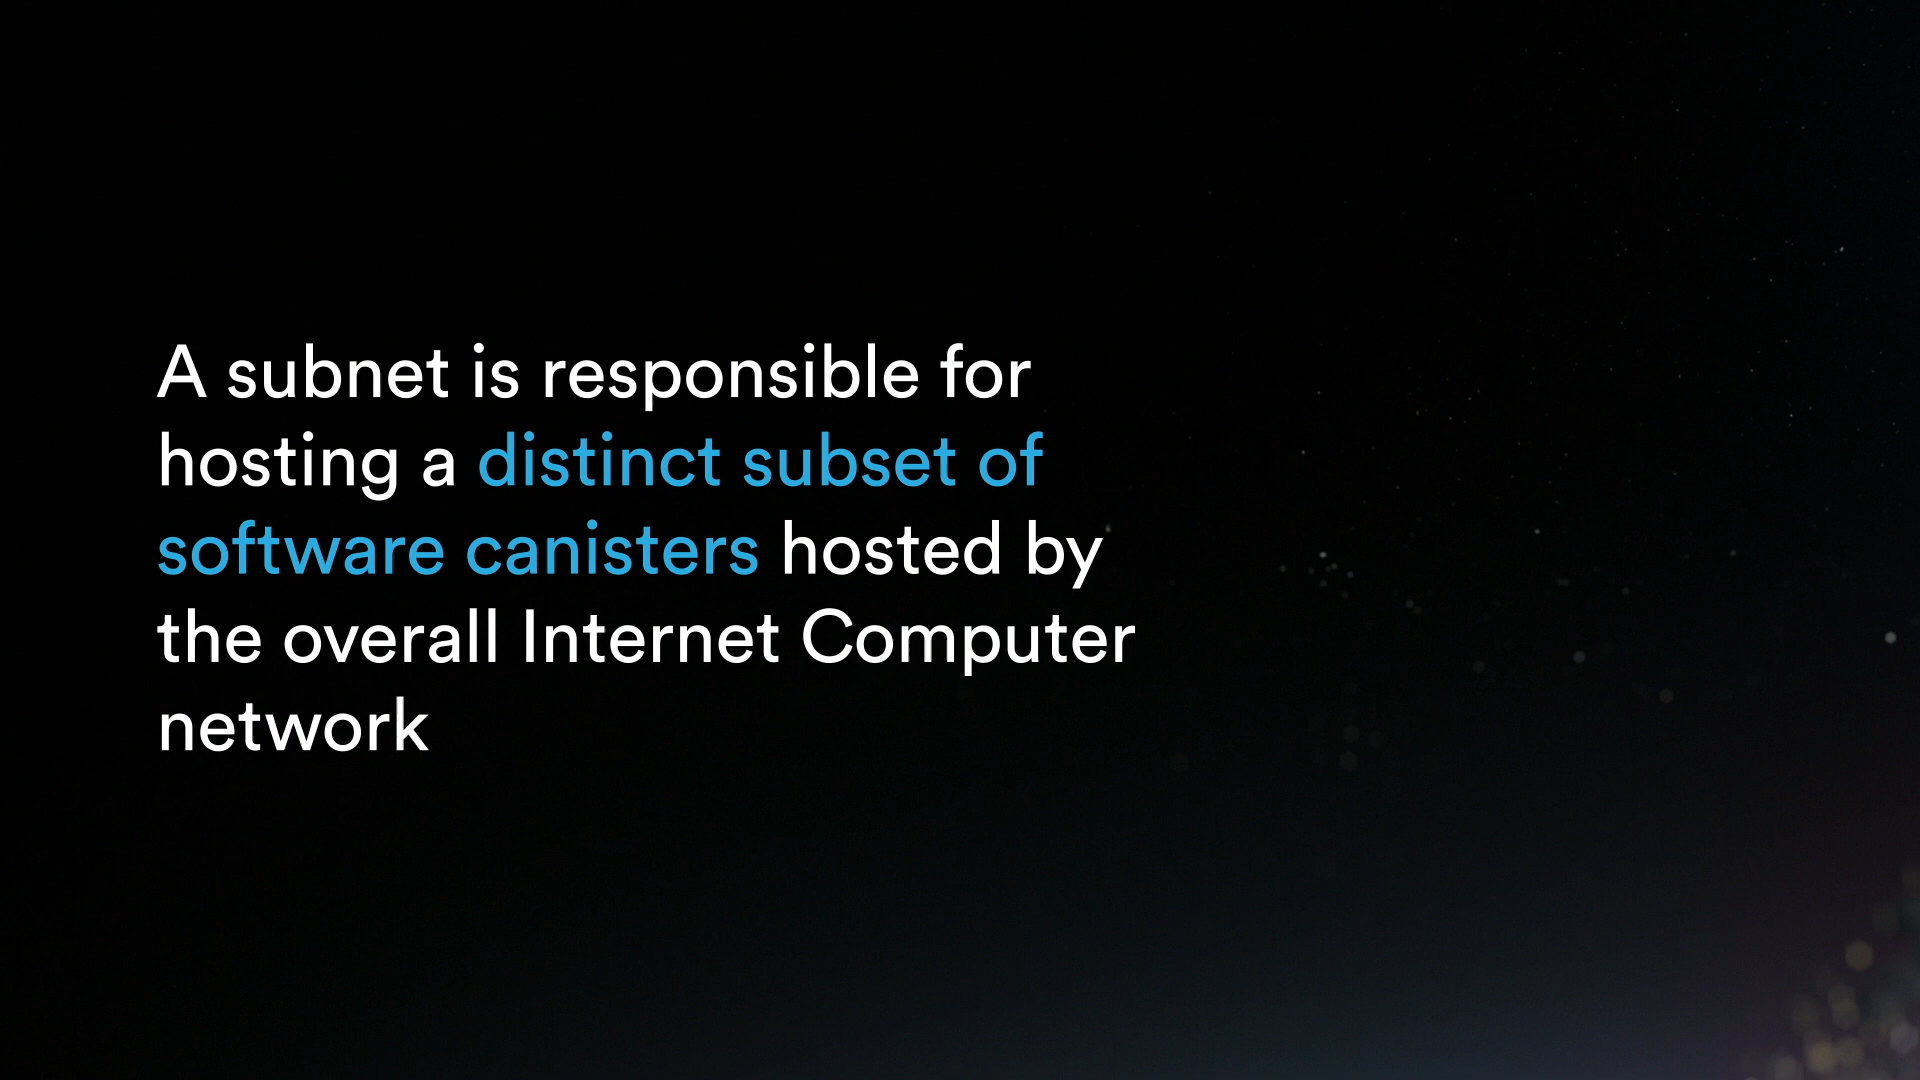 A subnet is responsible for
hosting a distinct subset of
software canisters hosted by
the overall Internet Computer
network